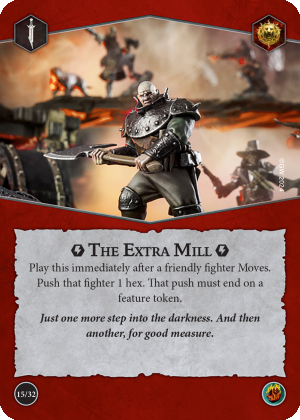 The Extra Mill
Play this immediately after a friendly fighter Moves.
Push that fighter 1 hex. That push must end on a
feature token.
Just one more step into the darkness. And then
another, for good measure.
15/32